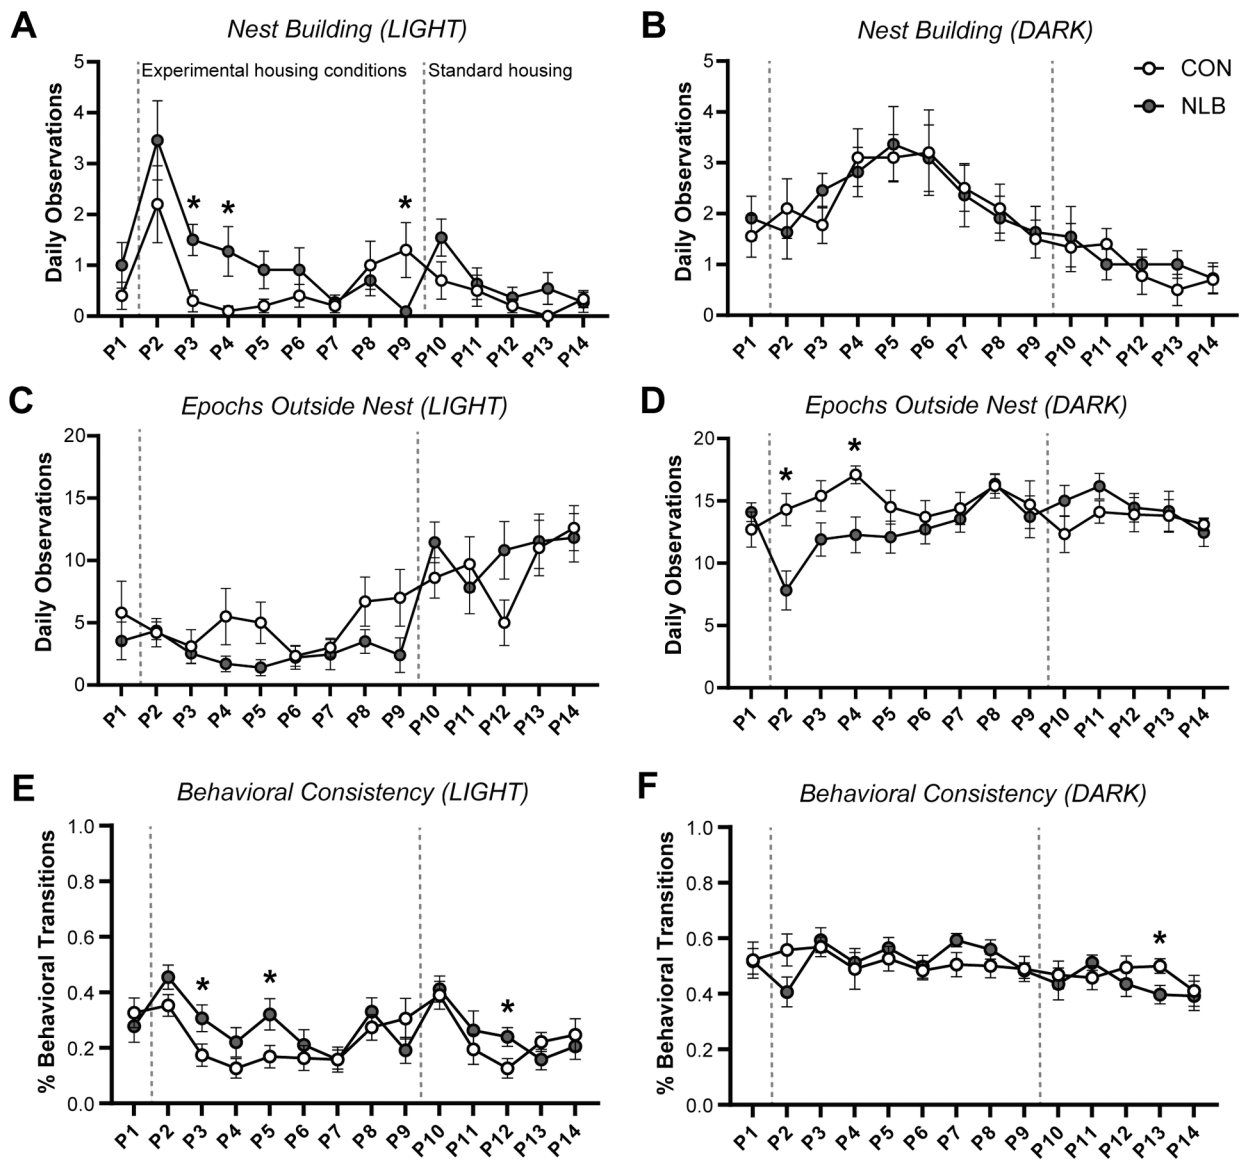 A
Nest Building (LIGHT)
Experimental housing conditions
Standard housing
Daily Observations
5
4
3
2
1
0
* * *
P1 P2 P3 P4 P5 P6 P7 P8 P9 P10 P11 P12 P13 P14
B
Nest Building (DARK)
CON
NLB
Daily Observations
5
4
3
2
1
0
P1 P2 P3 P4 P5 P6 P7 P8 P9 P10 P11 P12 P13 P14
C
Epochs Outside Nest (LIGHT)
Daily Observations
20
15
10
5
0
P1 P2 P3 P4 P5 P6 P7 P8 P9 P10 P11 P12 P13 P14
D
Epochs Outside Nest (DARK)
Daily Observations
20
15
10
5
0
* *
P1 P2 P3 P4 P5 P6 P7 P8 P9 P10 P11 P12 P13 P14
E
Behavioral Consistency (LIGHT)
% Behavioral Transitions
1.0
0.8
0.6
0.4
0.2
0.0
* * *
P1 P2 P3 P4 P5 P6 P7 P8 P9 P10 P11 P12 P13 P14
F
Behavioral Consistency (DARK)
% Behavioral Transitions
1.0
0.8
0.6
0.4
0.2
0.0
*
P1 P2 P3 P4 P5 P6 P7 P8 P9 P10 P11 P12 P13 P14